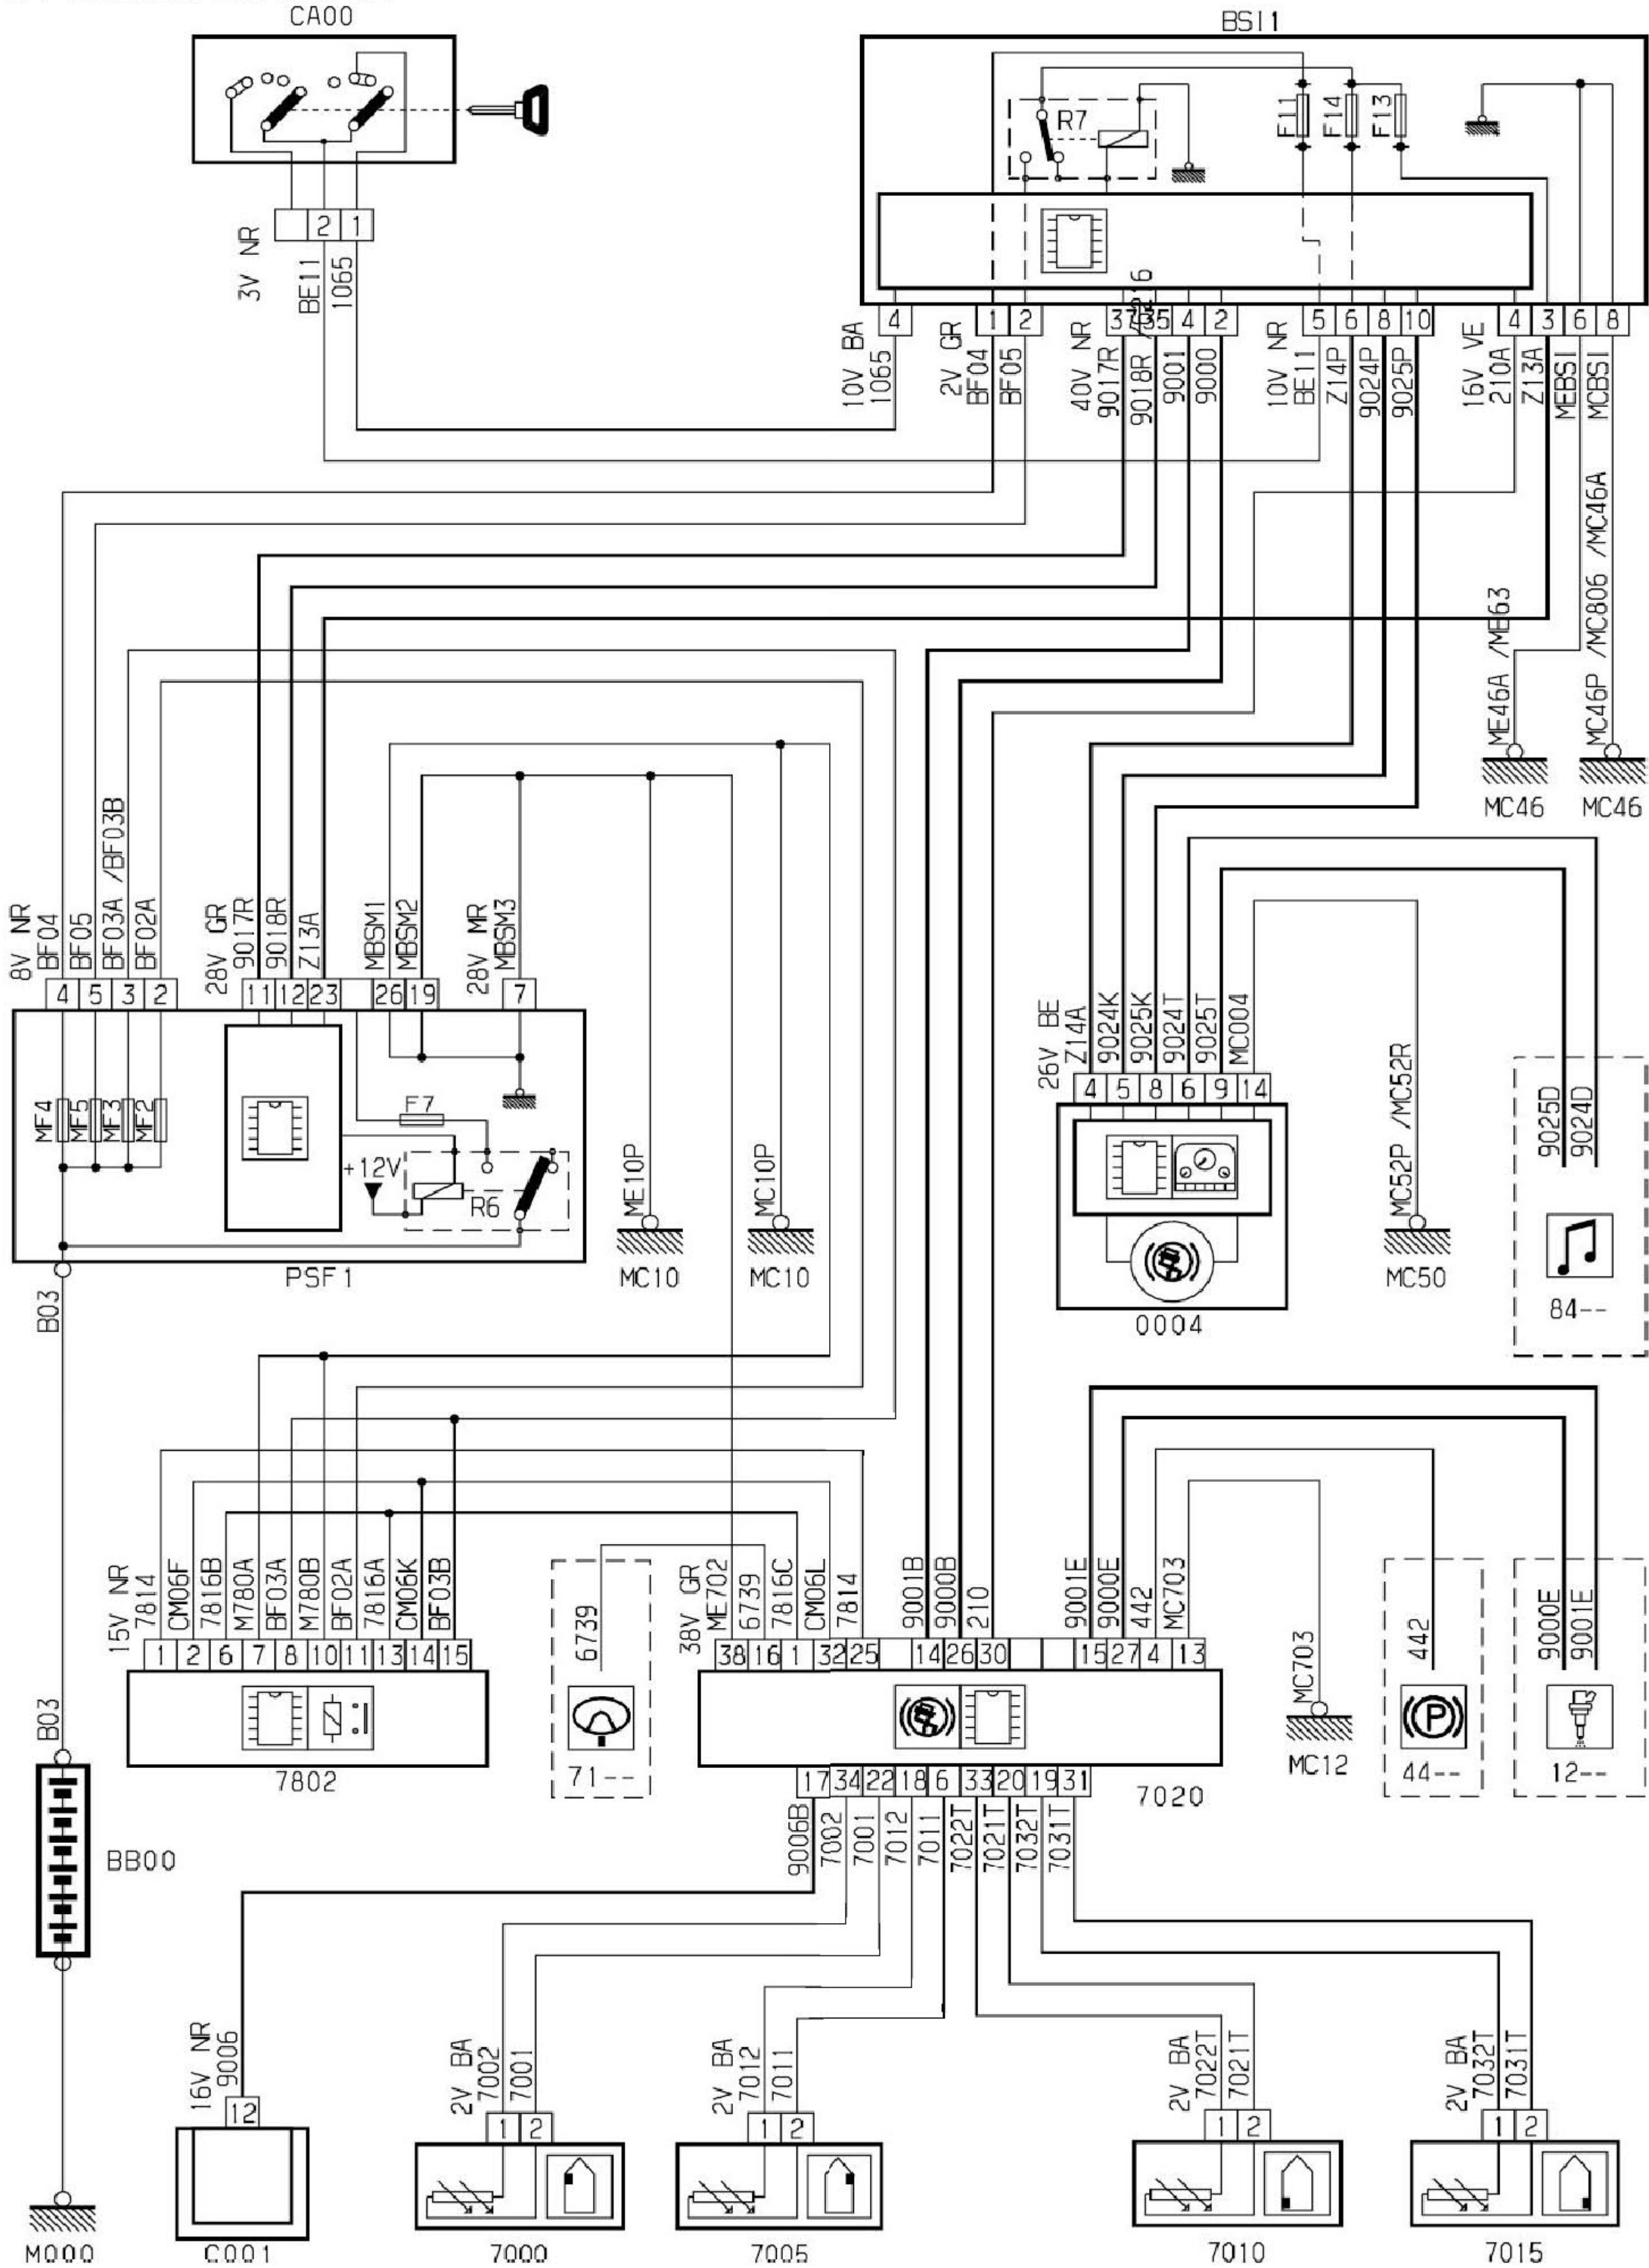 CA00
BSI1
R7
F11
F14
F13
2 1
3V NR
BE11
1065
4 1 2 37 35 4 2 5 6 8 10 4 3 6 8
10V BA
1065
2V GR
BF04
BF05
40V NR
9017R
9018R
9001
9000
10V NR
BE11
Z14P
9024P
9025P
16V VE
210A
Z13A
MEBSI
MCBSI
ME46A /MB63
MC46P /MC806 /MC46A
MC46
MC46
8V NR
BF04
BF05
BF03A /BF03B
BF02A
28V GR
9017R
9018R
Z13A
MBSM1
MBSM2
28V MR
MBSM3
4 5 3 2 11 12 23 26 19 7
MF4
MF5
MF3
MF2
F7
+12V
R6
PSF1
ME10P
MC10
MC10P
MC10
26V BE
Z14A
9024K
9025K
9024T
9025T
MC004
4 5 8 6 9 14
0004
MC52P /MC52R
MC50
9025D
9024D
84--
B03
15V NR
7814
CM06F
7816B
M780A
BF03A
M780B
BF02A
7816A
CM06K
BF03B
1 2 6 7 8 10 11 13 14 15
7802
6739
71--
38V GR
ME702
6739
7816C
CM06L
7814
9001B
9000B
210
9001E
9000E
442
MC703
38 16 1 32 25 14 26 30 15 27 4 13
MC703
MC12
442
P
44--
9000E
9001E
12--
17 34 22 18 6 33 20 19 31
7020
9006B
7002
7001
7012
7011
7022T
7021T
7032T
7031T
B03
BB00
M000
16V NR
9006
12
C001
2V BA
7002
7001
1 2
7000
2V BA
7012
7011
1 2
7005
2V BA
7022T
7021T
1 2
7010
2V BA
7032T
7031T
1 2
7015